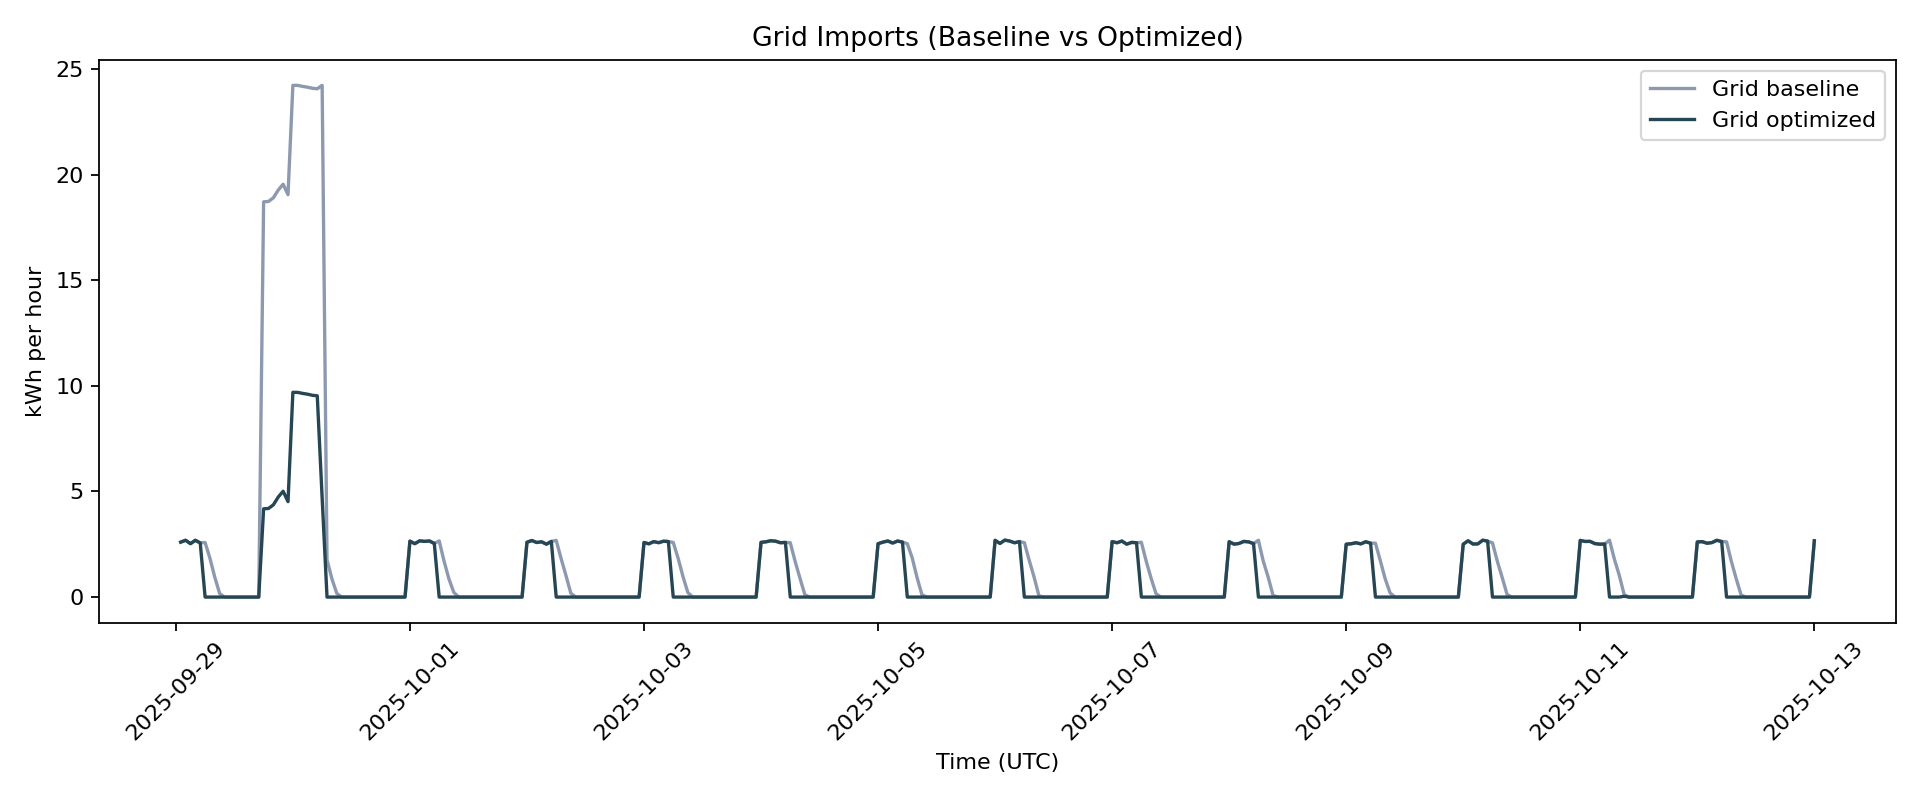 Grid Imports (Baseline vs Optimized)
Grid baseline
Grid optimized
kWh per hour
25
20
15
10
5
0
2025-09-29
2025-10-01
2025-10-03
2025-10-05
2025-10-07
2025-10-09
2025-10-11
2025-10-13
Time (UTC)